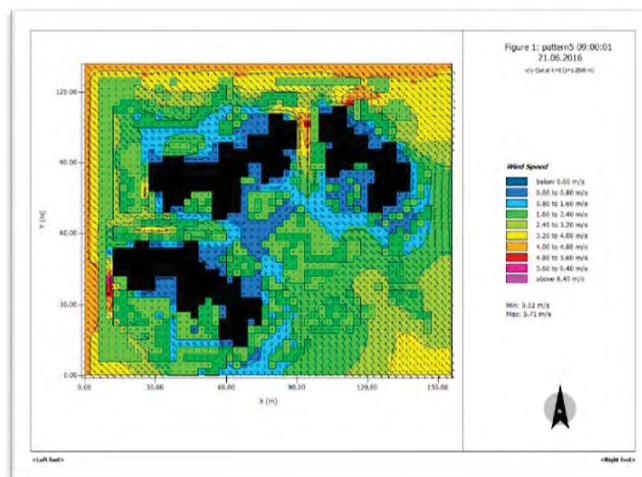 Figure 1: pattern5 09:00:01
21.06.2016
120.00
90.00
60.00
30.00
0.00
Y (m)
0.00 30.00 60.00 90.00 120.00 150.00
X (m)
Wind Speed
below 0.00 m/s
0.00 to 0.80 m/s
0.80 to 1.60 m/s
1.60 to 2.40 m/s
2.40 to 3.20 m/s
3.20 to 4.00 m/s
4.00 to 4.80 m/s
4.80 to 5.60 m/s
5.60 to 6.40 m/s
above 6.40 m/s
Min: 0.02 m/s
Max: 5.71 m/s
<Left foot>
<Right foot>